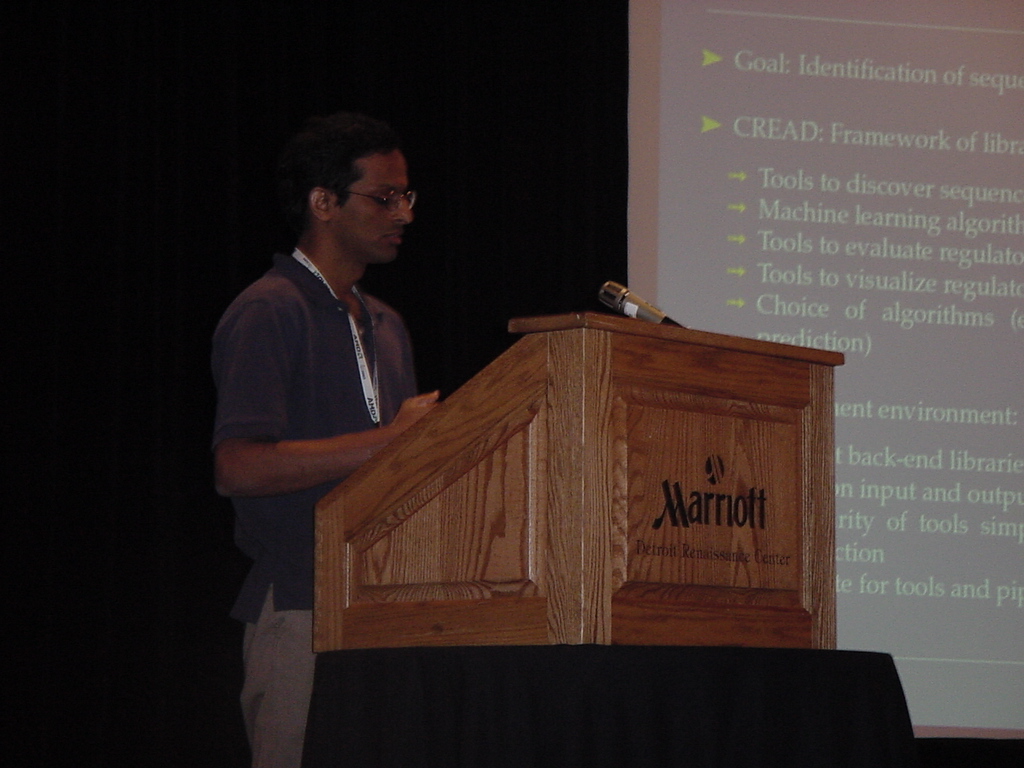 Goal: Identification of seque
CREAD: Framework of libra
Tools to discover sequenc
Machine learning algorith
Tools to evaluate regulato
Tools to visualize regulato
Choice of algorithms (e
prediction)
nent environment:
t back-end librarie
on input and outpu
rity of tools simp
ction
te for tools and pip
Marriott
Detroit Renaissance Center